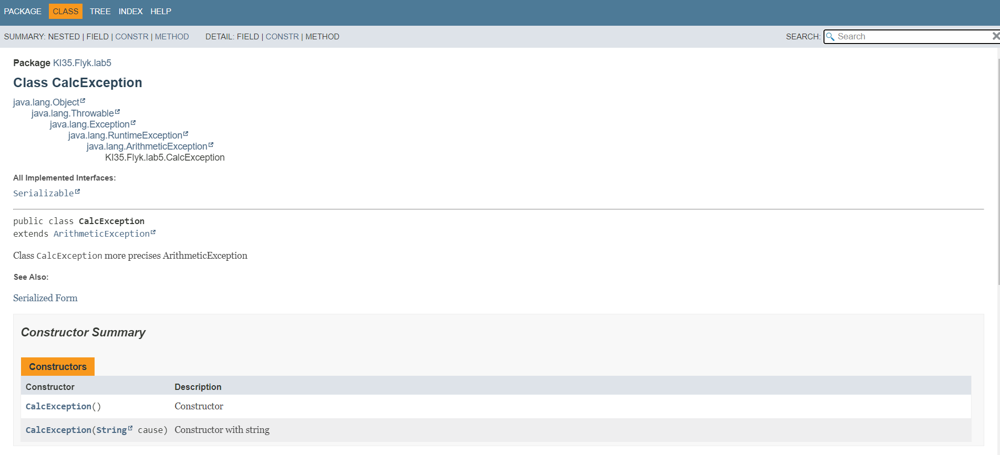 PACKAGE CLASS TREE INDEX HELP
SUMMARY: NESTED | FIELD | CONSTR | METHOD DETAIL: FIELD | CONSTR | METHOD SEARCH: Search
Package KI35.Flyk.lab5
Class CalcException
java.lang.Object
java.lang.Throwable
java.lang.Exception
java.lang.RuntimeException
java.lang.ArithmeticException
KI35.Flyk.lab5.CalcException
All Implemented Interfaces:
Serializable
public class CalcException
extends ArithmeticException
Class CalcException more precises ArithmeticException
See Also:
Serialized Form
Constructor Summary
Constructors
Constructor Description
CalcException() Constructor
CalcException(String cause) Constructor with string